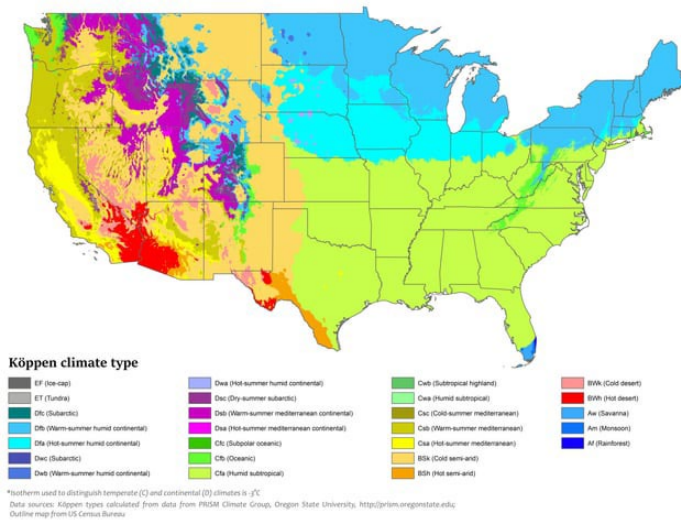 Köppen climate type
EF (Ice-cap)
ET (Tundra)
Dfc (Subarctic)
Dfb (Warm-summer humid continental)
Dfa (Hot-summer humid continental)
Dwc (Subarctic)
Dwb (Warm-summer humid continental)
Dwa (Hot-summer humid continental)
Dsc (Dry-summer subarctic)
Dsb (Warm-summer mediterranean continental)
Dsa (Hot-summer mediterranean continental)
Cfc (Subpolar oceanic)
Cfb (Oceanic)
Cfa (Humid subtropical)
Cwb (Subtropical highland)
Cwa (Humid subtropical)
Csc (Cold-summer mediterranean)
Csb (Warm-summer mediterranean)
Csa (Hot-summer mediterranean)
BSk (Cold semi-arid)
BSh (Hot semi-arid)
BWk (Cold desert)
BWh (Hot desert)
Aw (Savanna)
Am (Monsoon)
Af (Rainforest)
*Isotherm used to distinguish temperate (C) and continental (D) climates is -3°C
Data sources: Köppen types calculated from data from PRISM Climate Group, Oregon State University, http://prism.oregonstate.edu;
Outline map from US Census Bureau